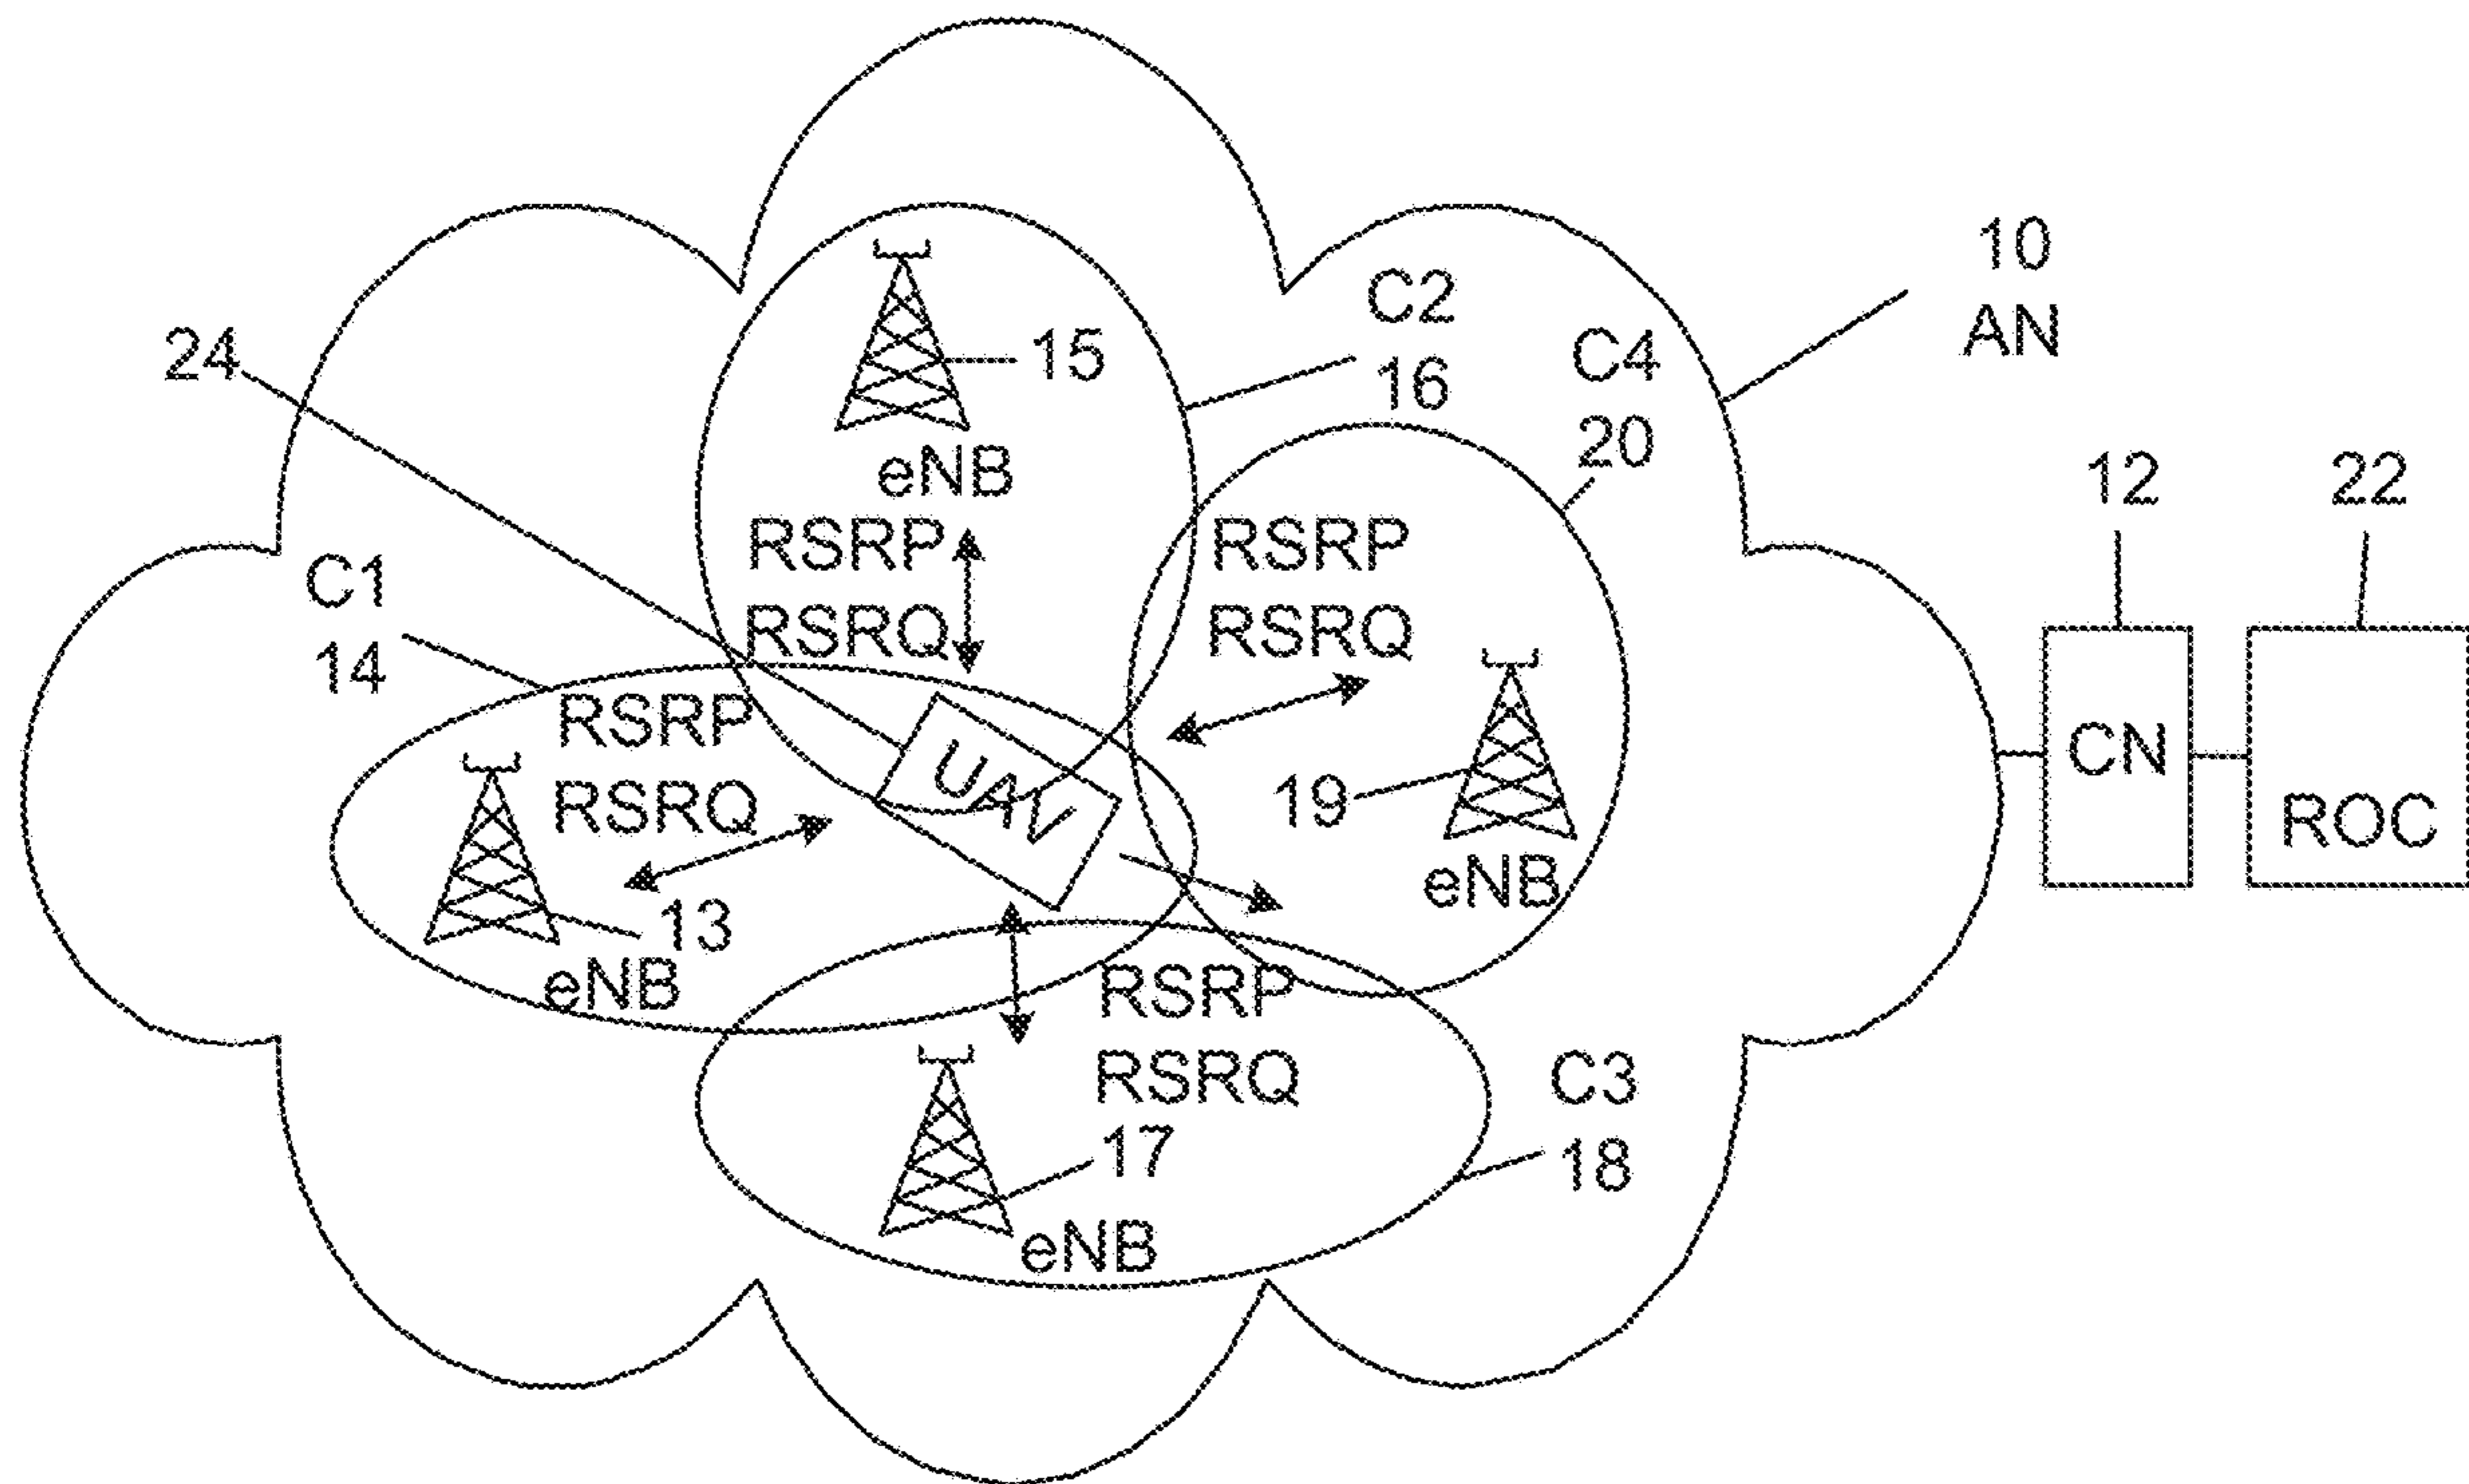 10
AN
C2
16
C4
20
24
15
eNB
12
22
RSRP
RSRQ
RSRP
RSRQ
C1
14
RSRP
RSRQ
UAV
CN
ROC
19
eNB
13
eNB
RSRP
RSRQ
C3
18
17
eNB